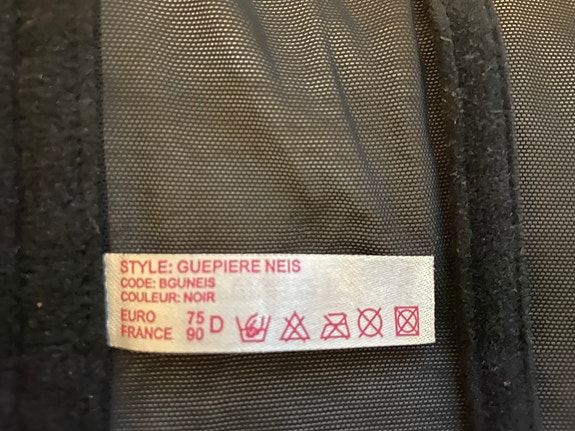 STYLE: GUEPIERE NEIS
CODE: BGUNEIS
COULEUR: NOIR
EURO 75 D
FRANCE 90